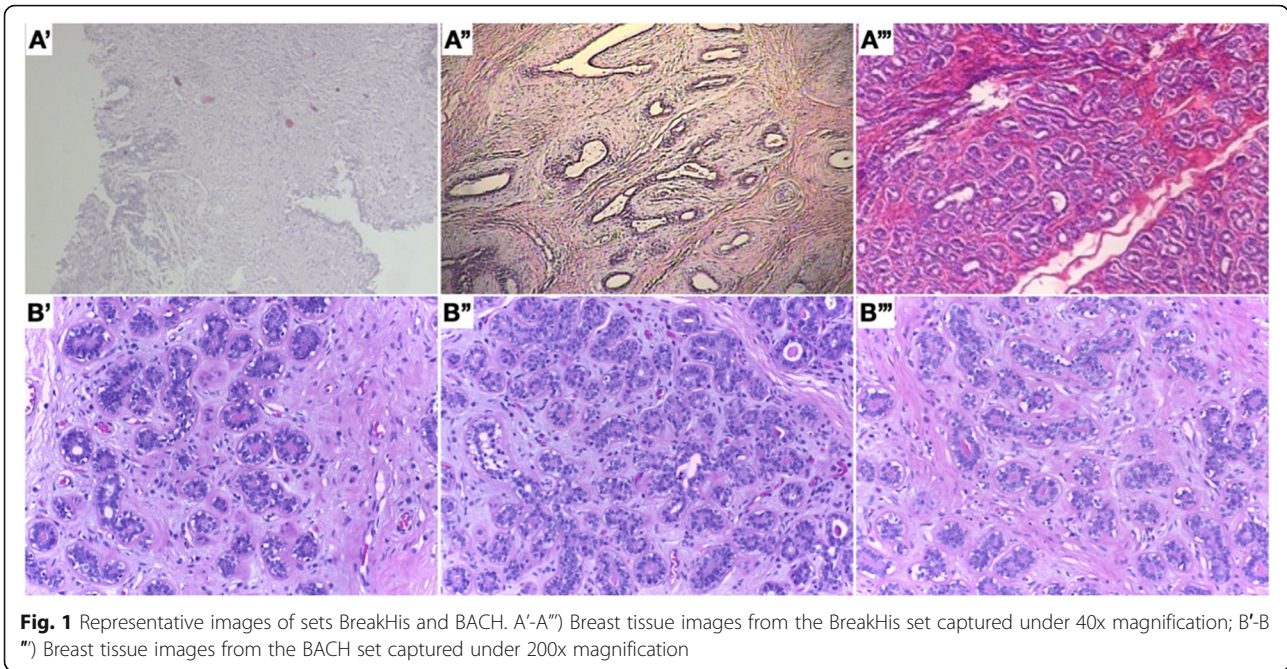 A' A" A"'
B' B" B"'
Fig. 1 Representative images of sets BreakHis and BACH. A'-A"') Breast tissue images from the BreakHis set captured under 40x magnification; B'-B
"') Breast tissue images from the BACH set captured under 200x magnification